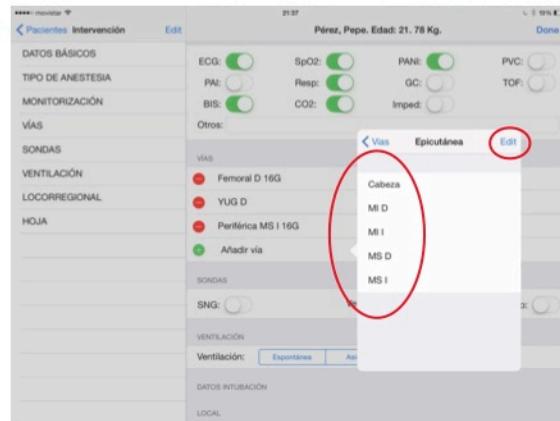 movistar 21:37
Pacientes Intervención Edit Pérez, Pepe. Edad: 21. 78 Kg. Done
DATOS BÁSICOS
TIPO DE ANESTESIA
MONITORIZACIÓN
VÍAS
SONDAS
VENTILACIÓN
LOCORREGIONAL
HOJA
ECG: SpO2: PANI: PVC:
PAI: Resp: GC: TOF:
BIS: CO2: Imped:
Otros:
VÍAS
Femoral D 16G
YUG D
Periférica MS I 16G
Añadir vía
SONDAS
SNG:
VENTILACIÓN
Ventilación: Espontánea
DATOS INTUBACIÓN
LOCAL
Vias Epicutánea Edit
Cabeza
MI D
MI I
MS D
MS I